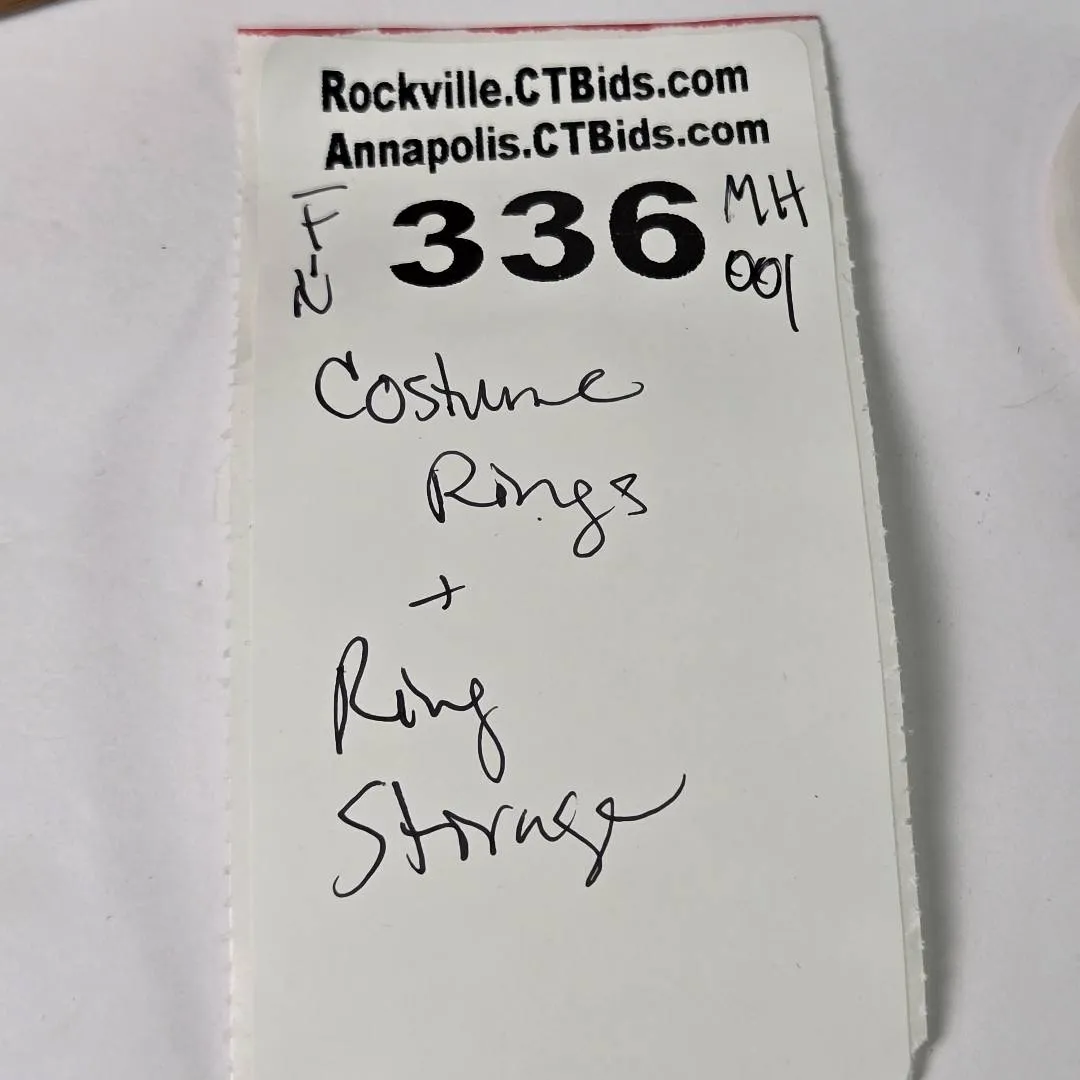 Rockville.CTBids.com
Annapolis.CTBids.com
336
MH
001
Costume
Rings
+
Ring
Storage